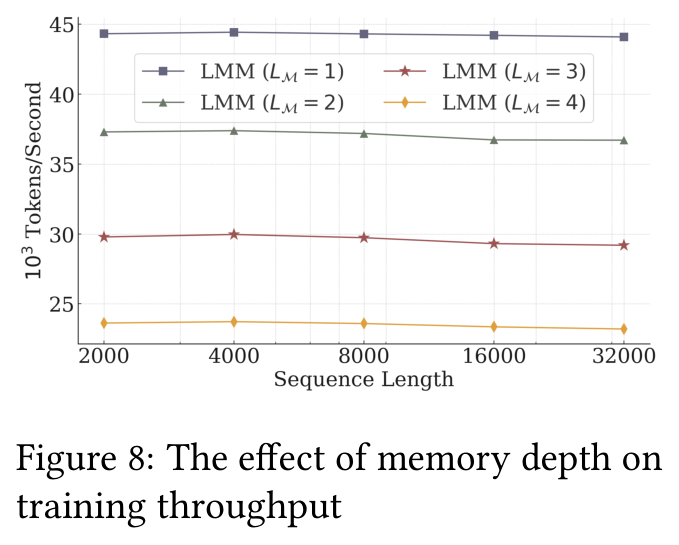 45
40
35
30
25
10³ Tokens/Second
LMM (L_ℳ = 1)
LMM (L_ℳ = 2)
LMM (L_ℳ = 3)
LMM (L_ℳ = 4)
2000 4000 8000 16000 32000
Sequence Length
Figure 8: The effect of memory depth on
training throughput